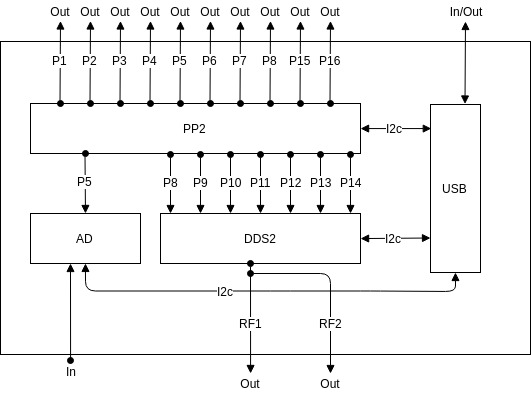 Out Out Out Out Out Out Out Out Out Out In/Out
P1 P2 P3 P4 P5 P6 P7 P8 P15 P16
PP2 I2c
P5 P8 P9 P10 P11 P12 P13 P14 USB
AD DDS2 I2c
I2c
RF1 RF2
In
Out Out